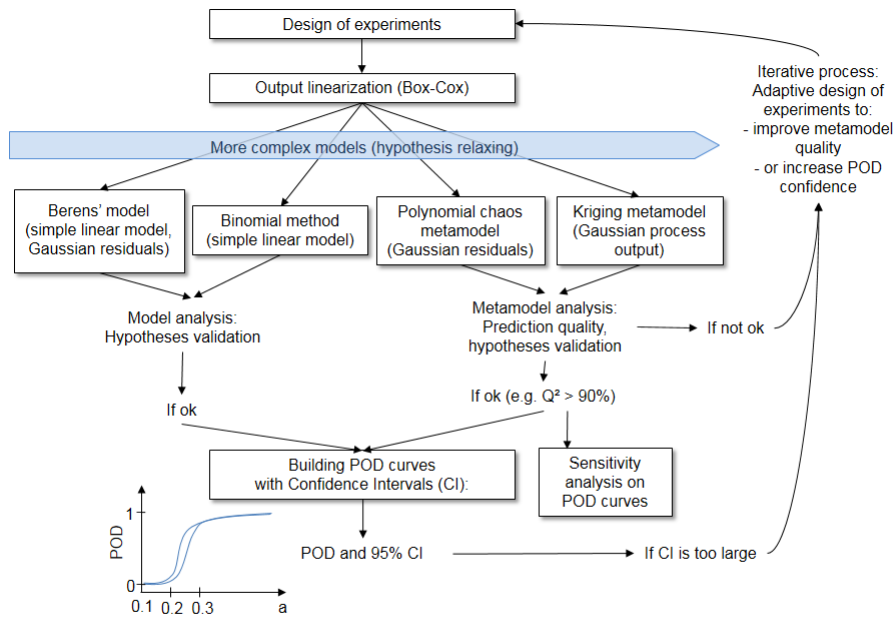 Design of experiments
Output linearization (Box-Cox)
Iterative process:
Adaptive design of
experiments to:
- improve metamodel
quality
- or increase POD
confidence
More complex models (hypothesis relaxing)
Berens’ model
(simple linear model,
Gaussian residuals)
Binomial method
(simple linear model)
Polynomial chaos
metamodel
(Gaussian residuals)
Kriging metamodel
(Gaussian process
output)
Model analysis:
Hypotheses validation
Metamodel analysis:
Prediction quality,
hypotheses validation
If not ok
If ok
If ok (e.g. Q² > 90%)
Building POD curves
with Confidence Intervals (CI):
Sensitivity
analysis on
POD curves
POD and 95% CI
If CI is too large
1
POD
0
0.1 0.2 0.3 a